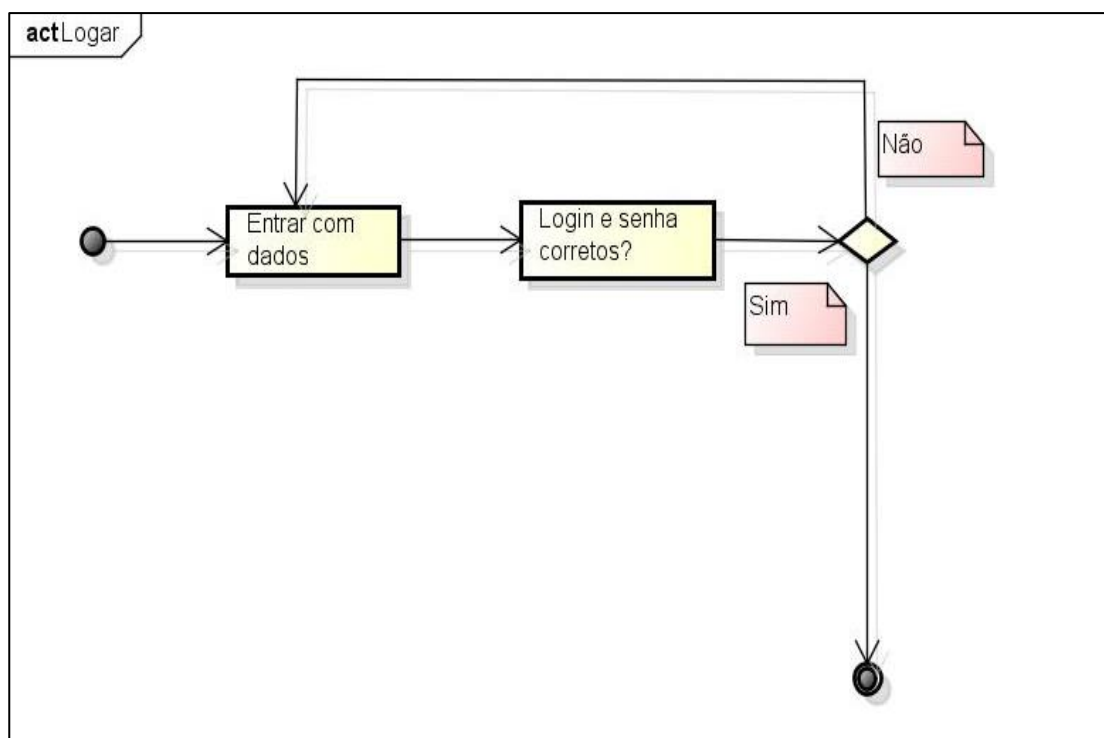 actLogar
Não
Entrar com
dados
Login e senha
corretos?
Sim